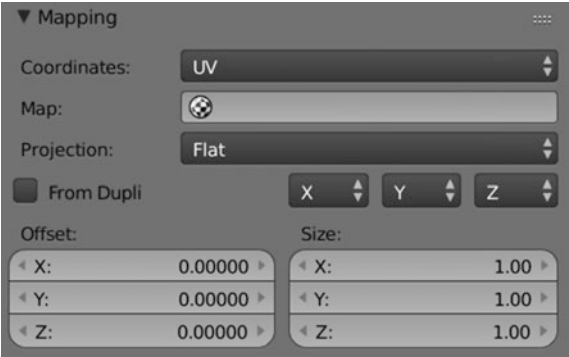 Mapping
Coordinates: UV
Map:
Projection: Flat
From Dupli X Y Z
Offset: Size:
X: 0.00000 X: 1.00
Y: 0.00000 Y: 1.00
Z: 0.00000 Z: 1.00